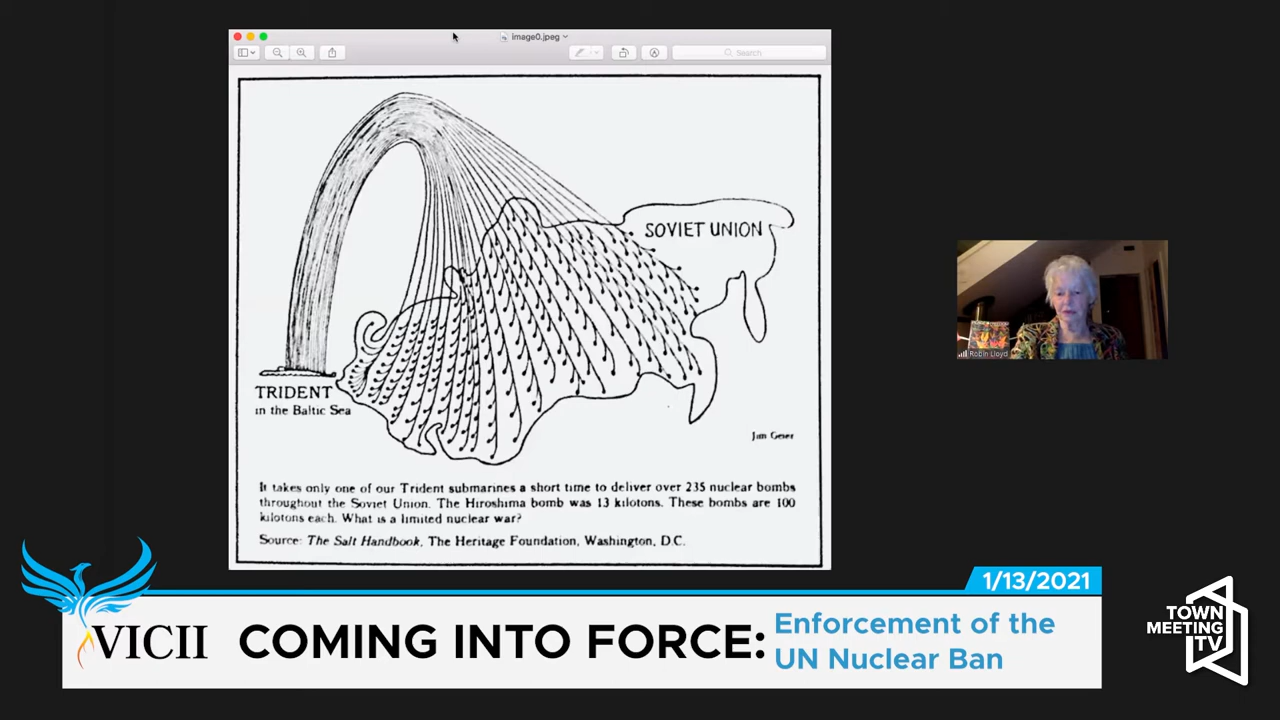 image0.jpeg
Search
SOVIET UNION
TRIDENT
in the Baltic Sea
It takes only one of our Trident submarines a short time to deliver over 235 nuclear bombs
throughout the Soviet Union. The Hiroshima bomb was 13 kilotons. These bombs are 100
kilotons each. What is a limited nuclear war?
Source: The Salt Handbook, The Heritage Foundation, Washington, D.C.
Robin Lloyd
1/13/2021
VICII
COMING INTO FORCE:
Enforcement of the
UN Nuclear Ban
TOWN
MEETING
TV